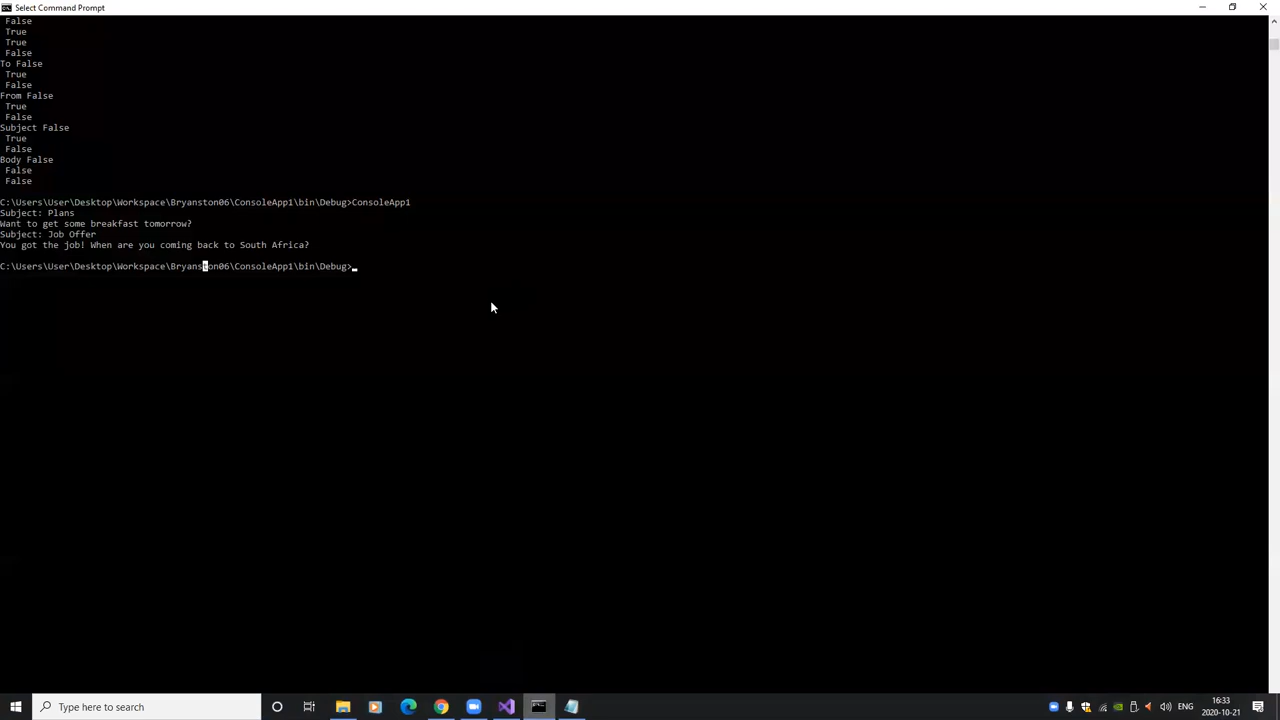 Select Command Prompt
False
True
True
False
To False
True
False
From False
True
False
Subject False
True
False
Body False
False
False
C:\Users\User\Desktop\Workspace\Bryanston06\ConsoleApp1\bin\Debug>ConsoleApp1
Subject: Plans
Want to get some breakfast tomorrow?
Subject: Job Offer
You got the job! When are you coming back to South Africa?
C:\Users\User\Desktop\Workspace\Bryanston06\ConsoleApp1\bin\Debug>
Type here to search
ENG
16:33
2020-10-21